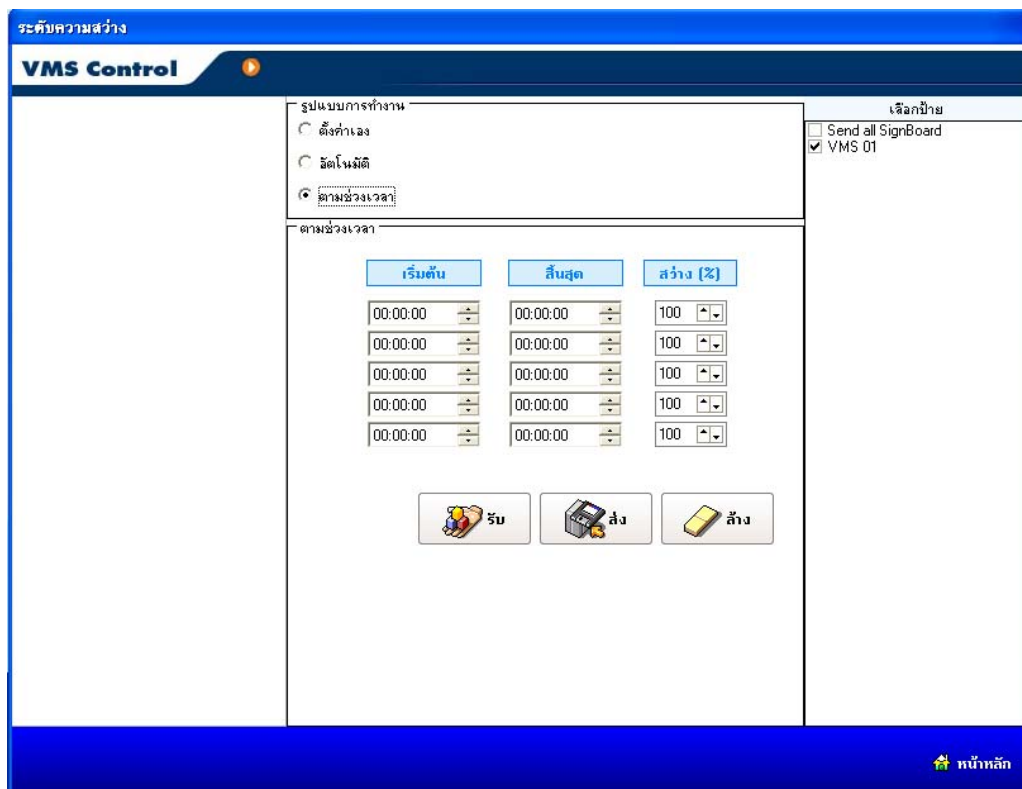 ระดับความสว่าง
VMS Control
รูปแบบการทำงาน
ตั้งค่าเอง
อัตโนมัติ
ตามช่วงเวลา
เลือกป้าย
Send all SignBoard
VMS 01
ตามช่วงเวลา
เริ่มต้น สิ้นสุด สว่าง (%)
00:00:00 00:00:00 100
00:00:00 00:00:00 100
00:00:00 00:00:00 100
00:00:00 00:00:00 100
00:00:00 00:00:00 100
รับ ส่ง ล้าง
หน้าหลัก